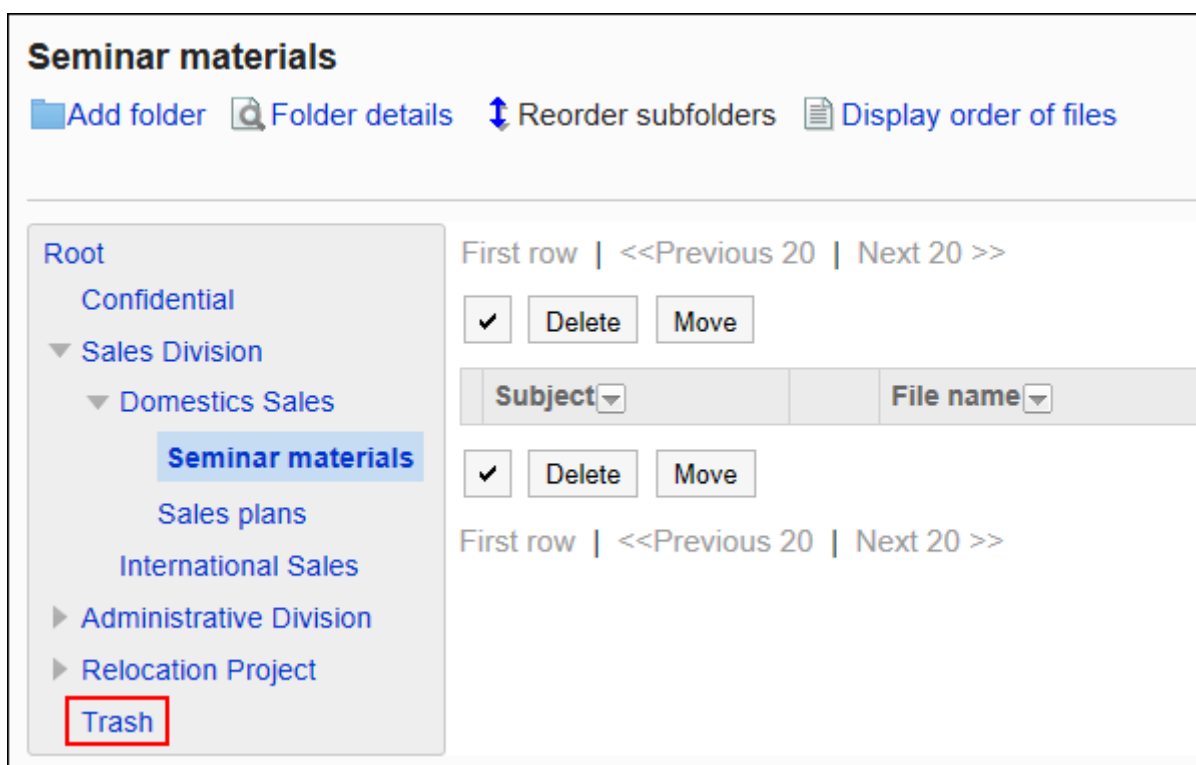 Seminar materials
Add folder Folder details Reorder subfolders Display order of files
Root
Confidential
Sales Division
Domestics Sales
Seminar materials
Sales plans
International Sales
Administrative Division
Relocation Project
Trash
First row | <<Previous 20 | Next 20 >>
Delete Move
Subject File name
Delete Move
First row | <<Previous 20 | Next 20 >>